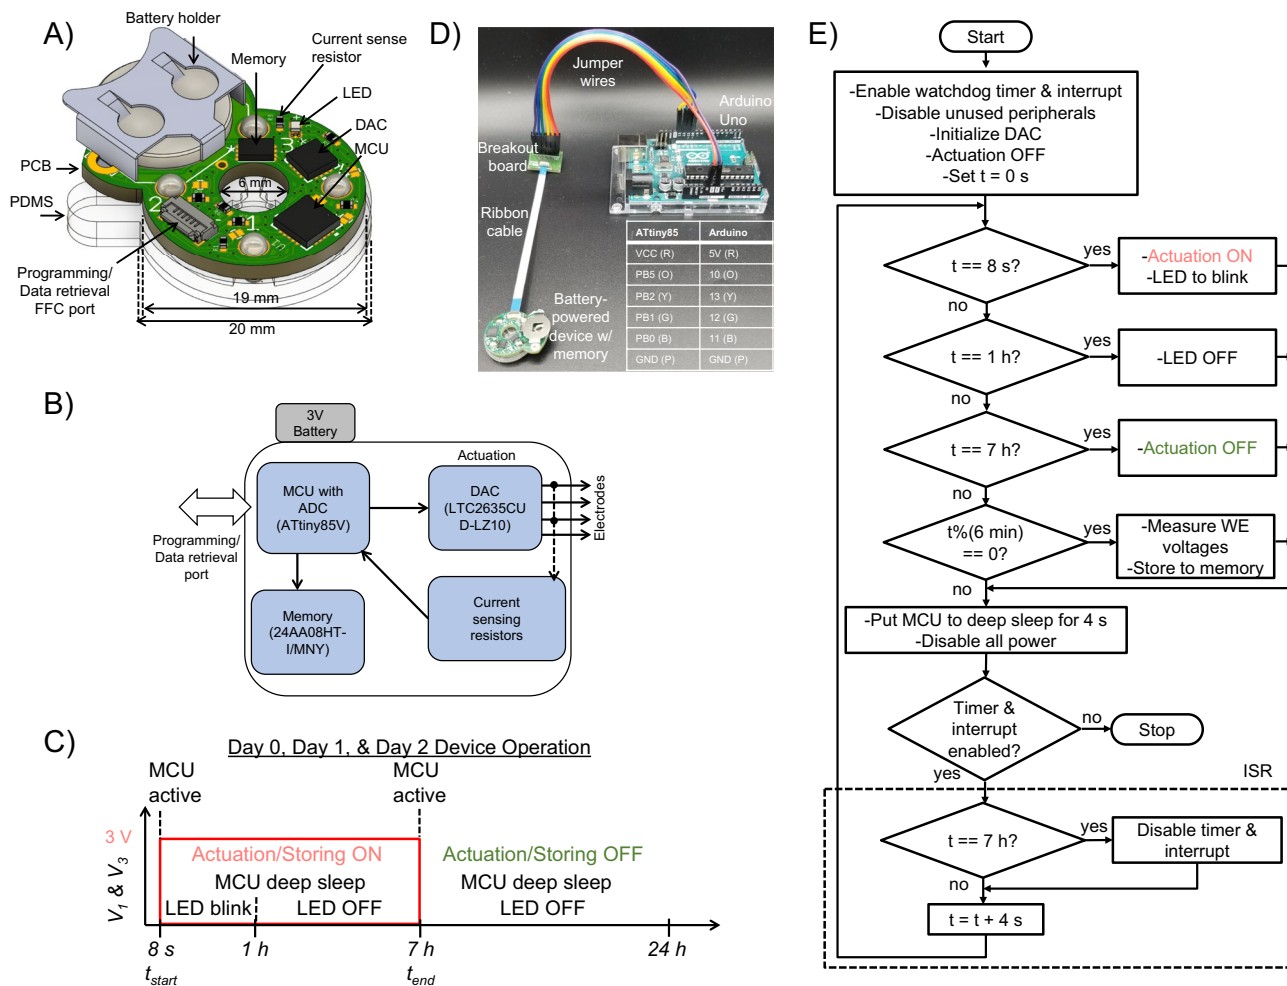 A)
Battery holder
Current sense
resistor
Memory
LED
DAC
MCU
PCB
PDMS
6 mm
*
3
2
1
Programming/
Data retrieval
FFC port
19 mm
20 mm
B)
3V
Battery
Actuation
MCU with
ADC
(ATtiny85V)
DAC
(LTC2635CU
D-LZ10)
Electrodes
Programming/
Data retrieval
port
Memory
(24AA08HT-
I/MNY)
Current
sensing
resistors
C)
Day 0, Day 1, & Day 2 Device Operation
MCU
active
MCU
active
3 V
V1 & V3
Actuation/Storing ON
Actuation/Storing OFF
MCU deep sleep
MCU deep sleep
LED blink
LED OFF
LED OFF
8 s
1 h
7 h
24 h
tstart
tend
D)
Jumper
wires
Arduino
Uno
Breakout
board
Ribbon
cable
Battery-
powered
device w/
memory
ATtiny85 Arduino
VCC (R) 5V (R)
PB5 (O) 10 (O)
PB2 (Y) 13 (Y)
PB1 (G) 12 (G)
PB0 (B) 11 (B)
GND (P) GND (P)
E)
Start
-Enable watchdog timer & interrupt
-Disable unused peripherals
-Initialize DAC
-Actuation OFF
-Set t = 0 s
t == 8 s?
yes
-Actuation ON
-LED to blink
no
t == 1 h?
yes
-LED OFF
no
t == 7 h?
yes
-Actuation OFF
no
t%(6 min)
== 0?
yes
-Measure WE
voltages
-Store to memory
no
-Put MCU to deep sleep for 4 s
-Disable all power
Timer &
interrupt
enabled?
no
Stop
yes
ISR
t == 7 h?
yes
Disable timer &
interrupt
no
t = t + 4 s